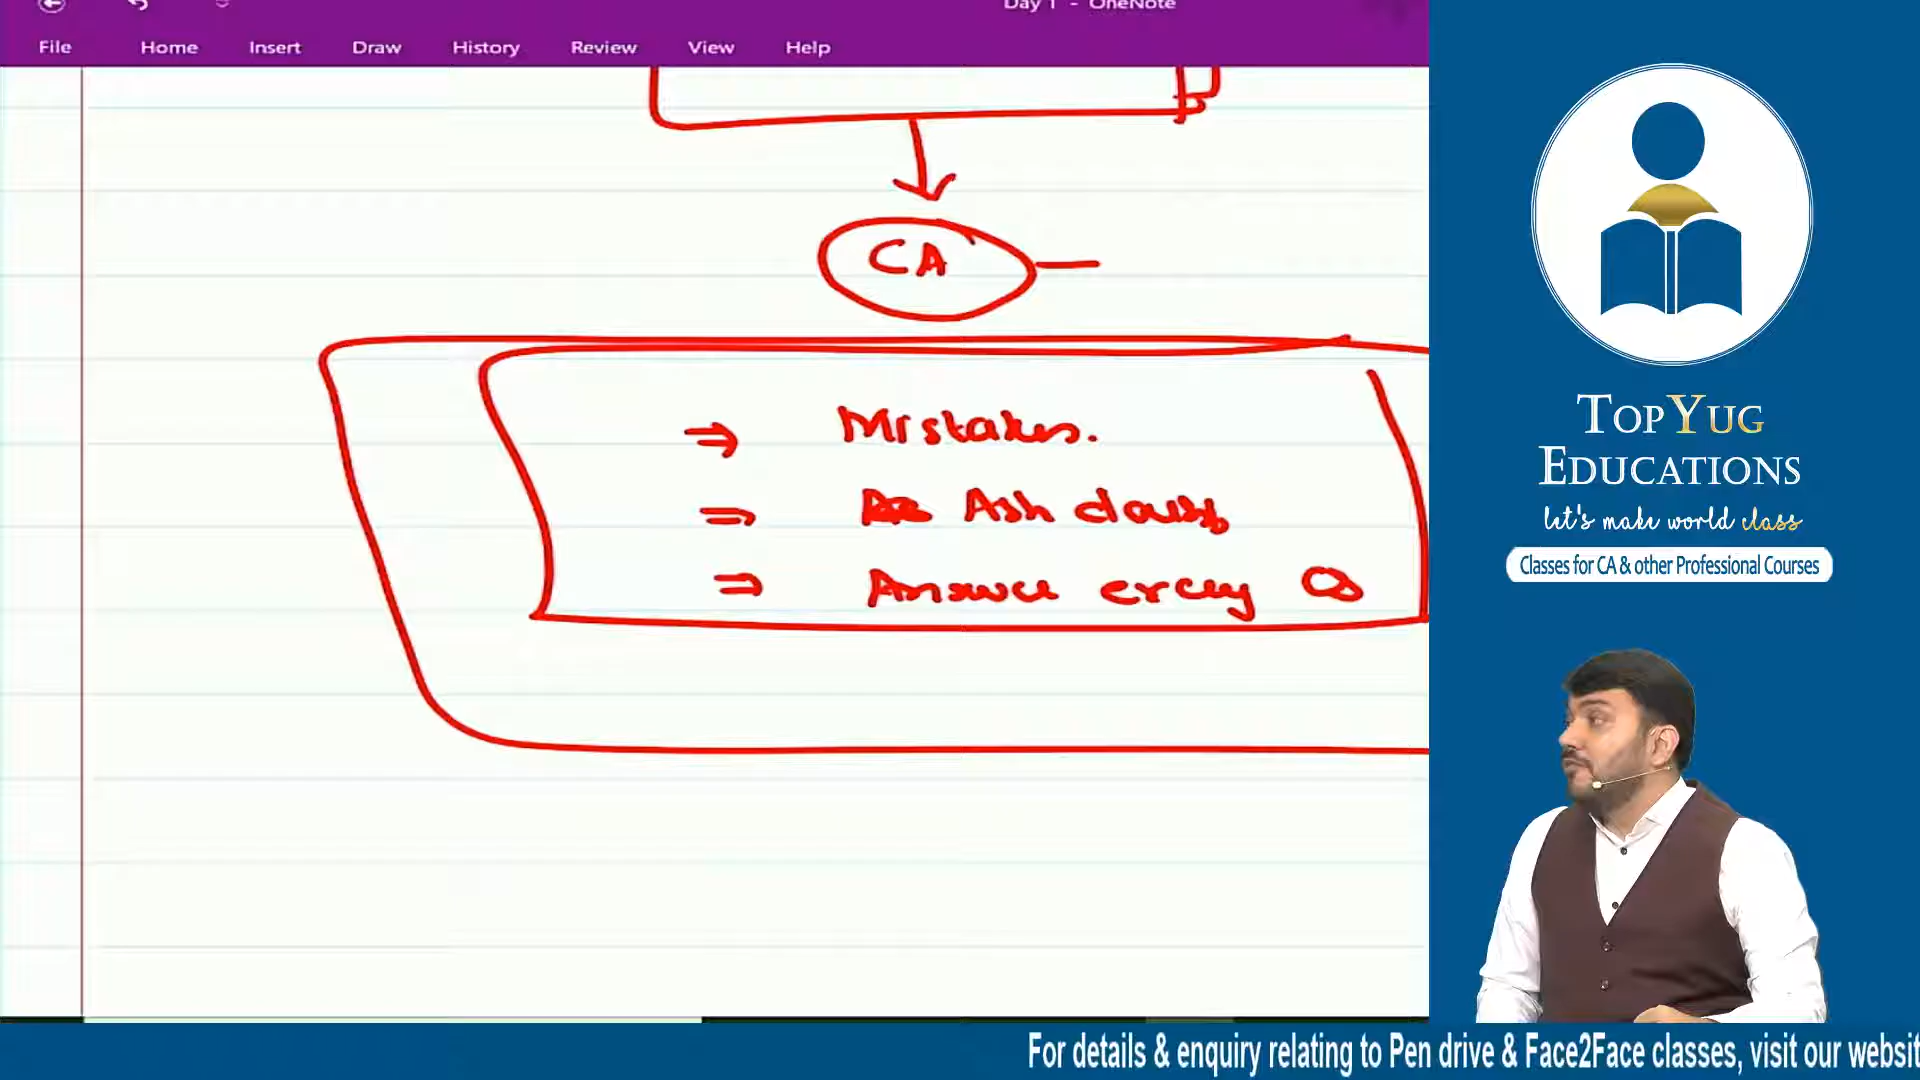 Day 1 - OneNote
File Home Insert Draw History Review View Help
CA
⇒ Mistakes.
⇒ Ask doubts
⇒ Answer every Q
TOPYUG
EDUCATIONS
let's make world class
Classes for CA & other Professional Courses
For details & enquiry relating to Pen drive & Face2Face classes, visit our websit